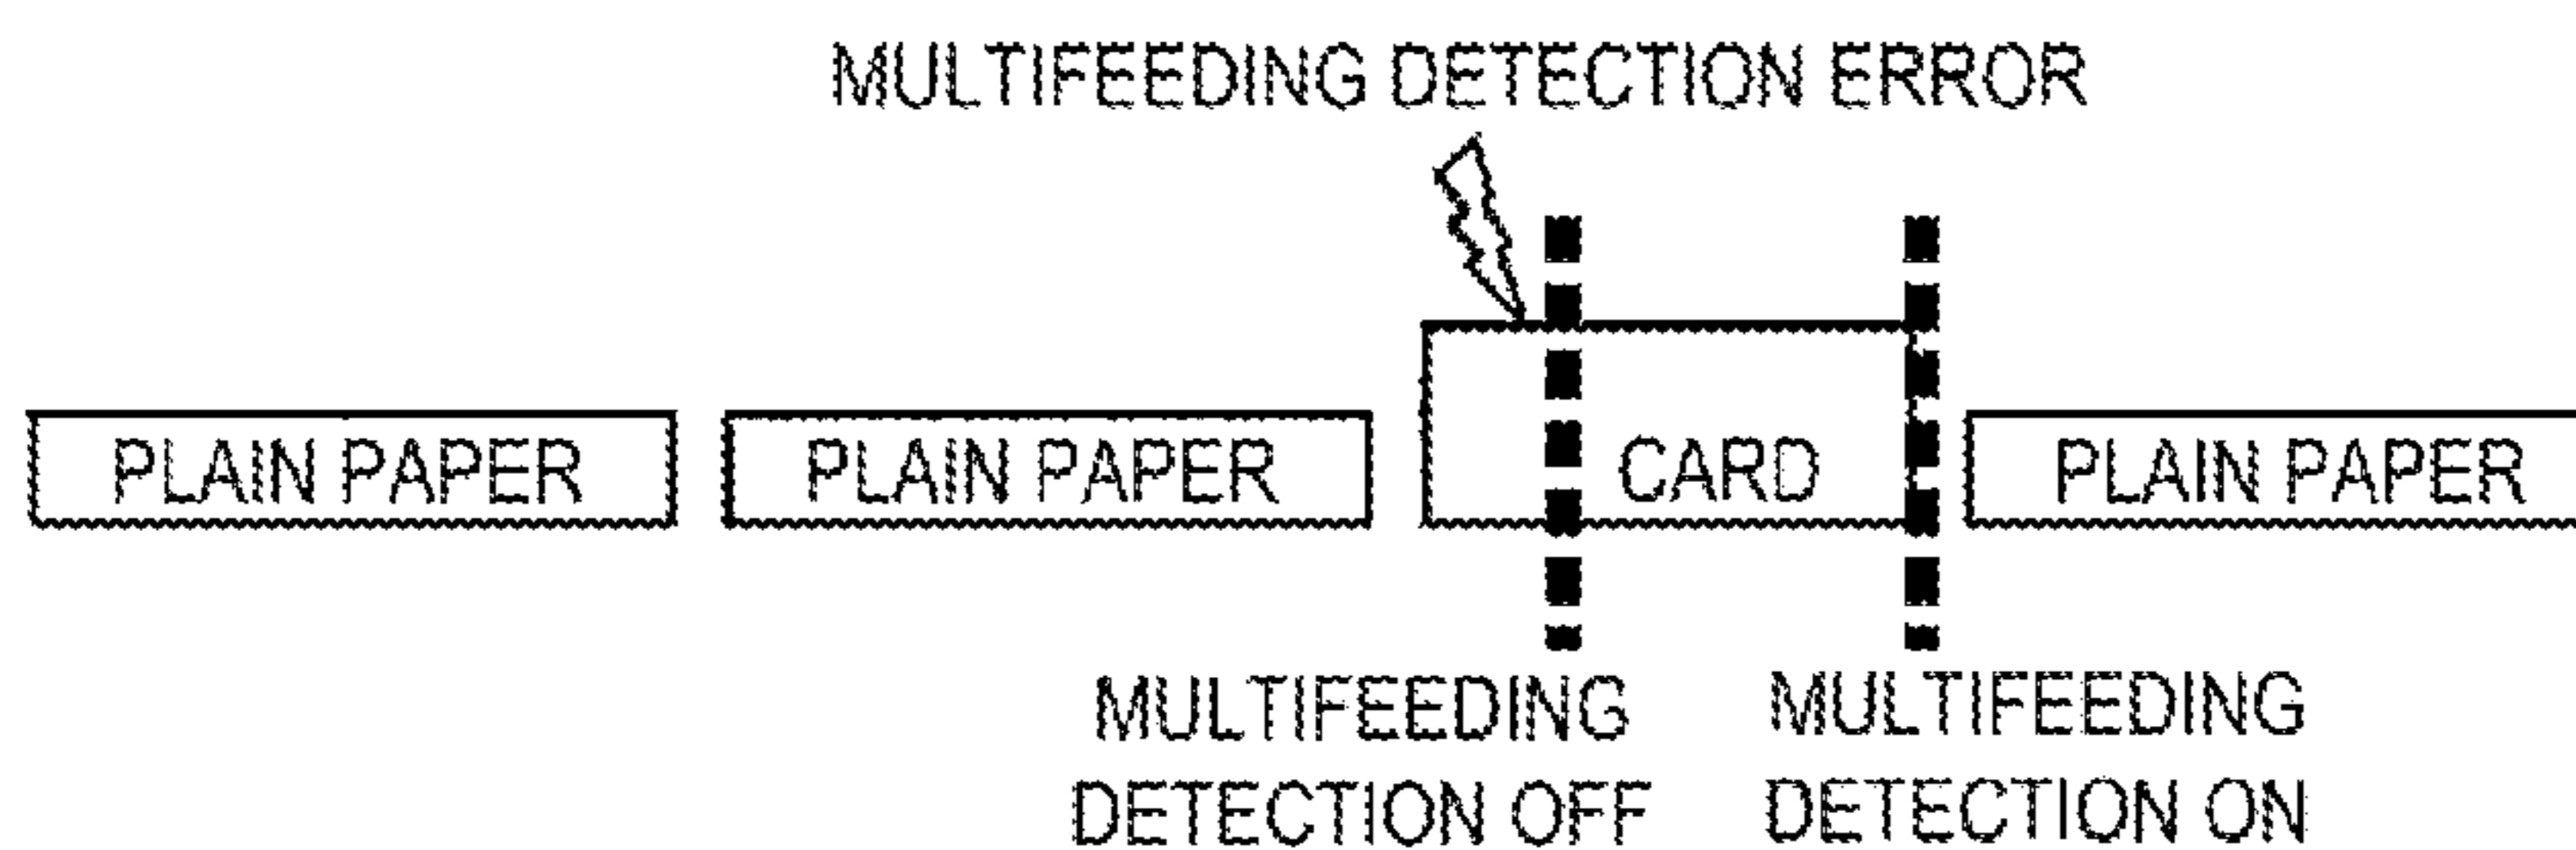 MULTIFEEDING DETECTION ERROR
PLAIN PAPER
PLAIN PAPER
CARD
PLAIN PAPER
MULTIFEEDING
DETECTION OFF
MULTIFEEDING
DETECTION ON